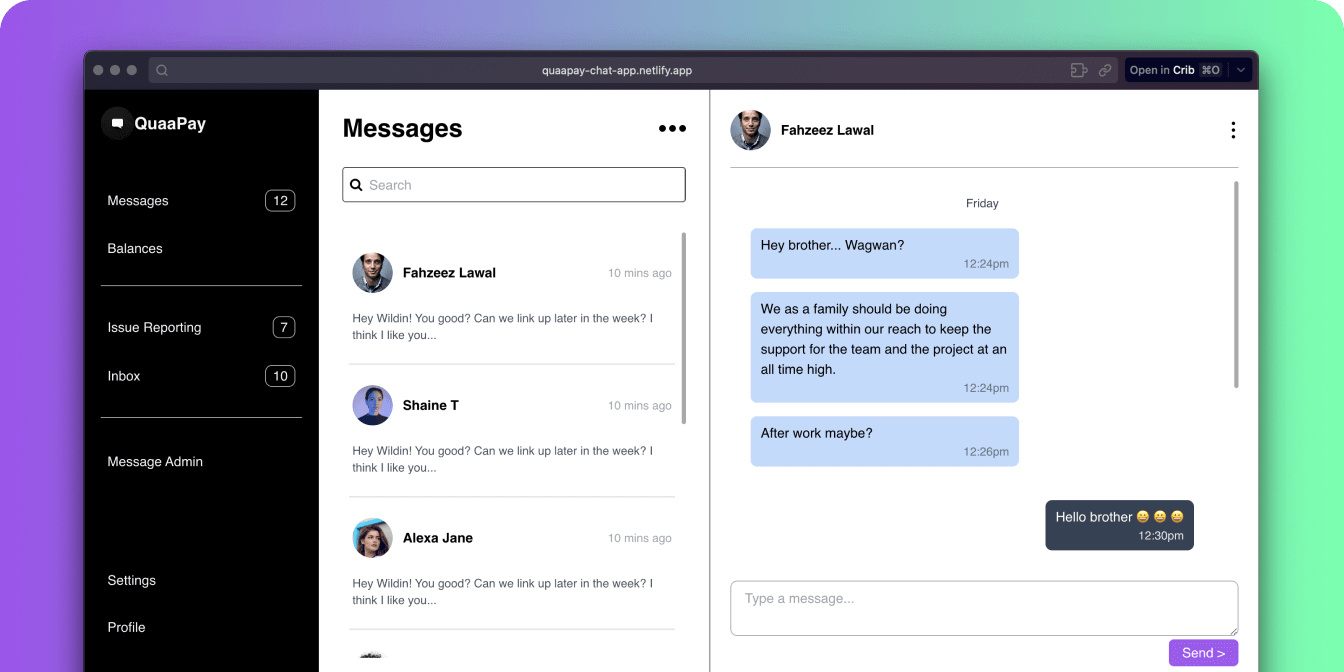 quaapay-chat-app.netlify.app
Open in Crib ⌘O
QuaaPay
Messages 12
Balances
Issue Reporting 7
Inbox 10
Message Admin
Settings
Profile
Messages
Search
Fahzeez Lawal 10 mins ago
Hey Wildin! You good? Can we link up later in the week? I
think I like you...
Shaine T 10 mins ago
Hey Wildin! You good? Can we link up later in the week? I
think I like you...
Alexa Jane 10 mins ago
Hey Wildin! You good? Can we link up later in the week? I
think I like you...
Fahzeez Lawal
Friday
Hey brother... Wagwan?
12:24pm
We as a family should be doing
everything within our reach to keep the
support for the team and the project at an
all time high.
12:24pm
After work maybe?
12:26pm
Hello brother 😄 😄 😄
12:30pm
Type a message...
Send >